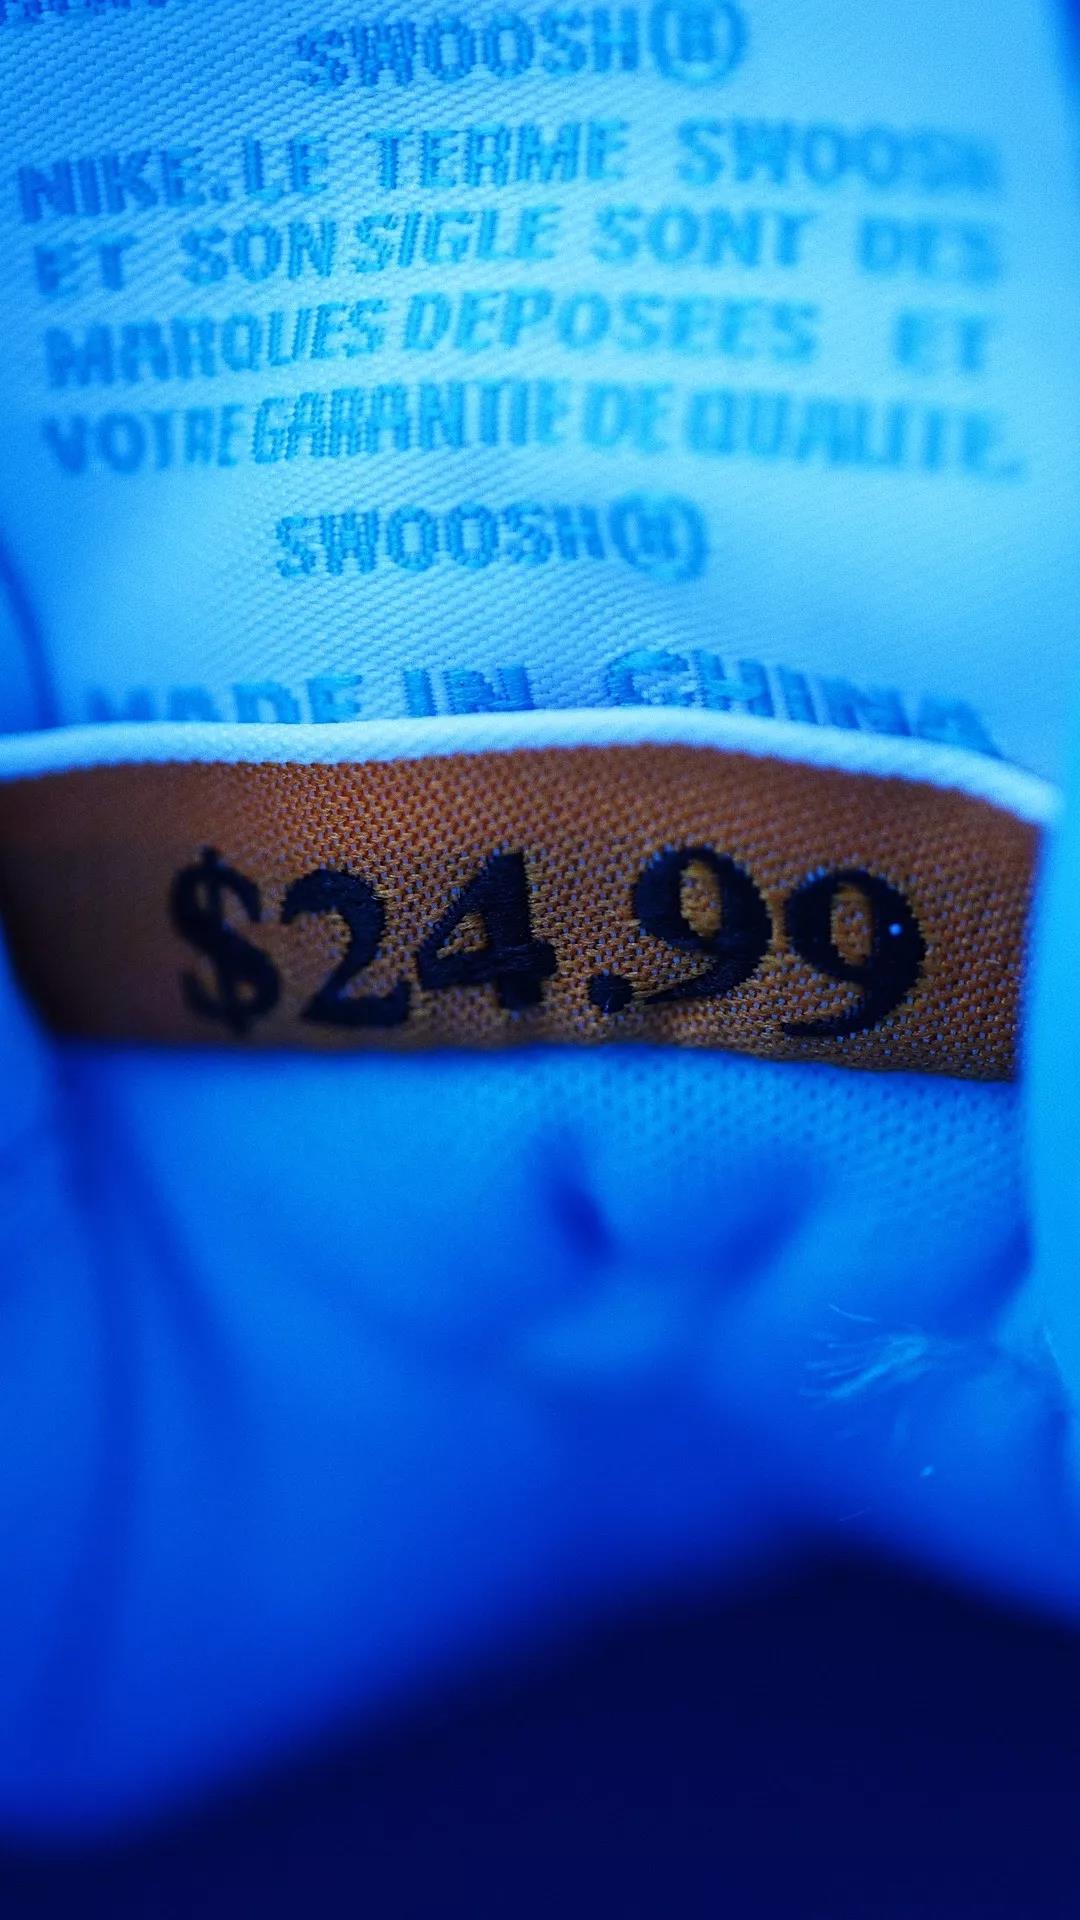 SWOOSH®
NIKE. LE TERME SWOOSH
ET SON SIGLE SONT DES
MARQUES DEPOSEES ET
VOTRE GARANTIE DE QUALITE.
SWOOSH®
MADE IN CHINA
$24.99